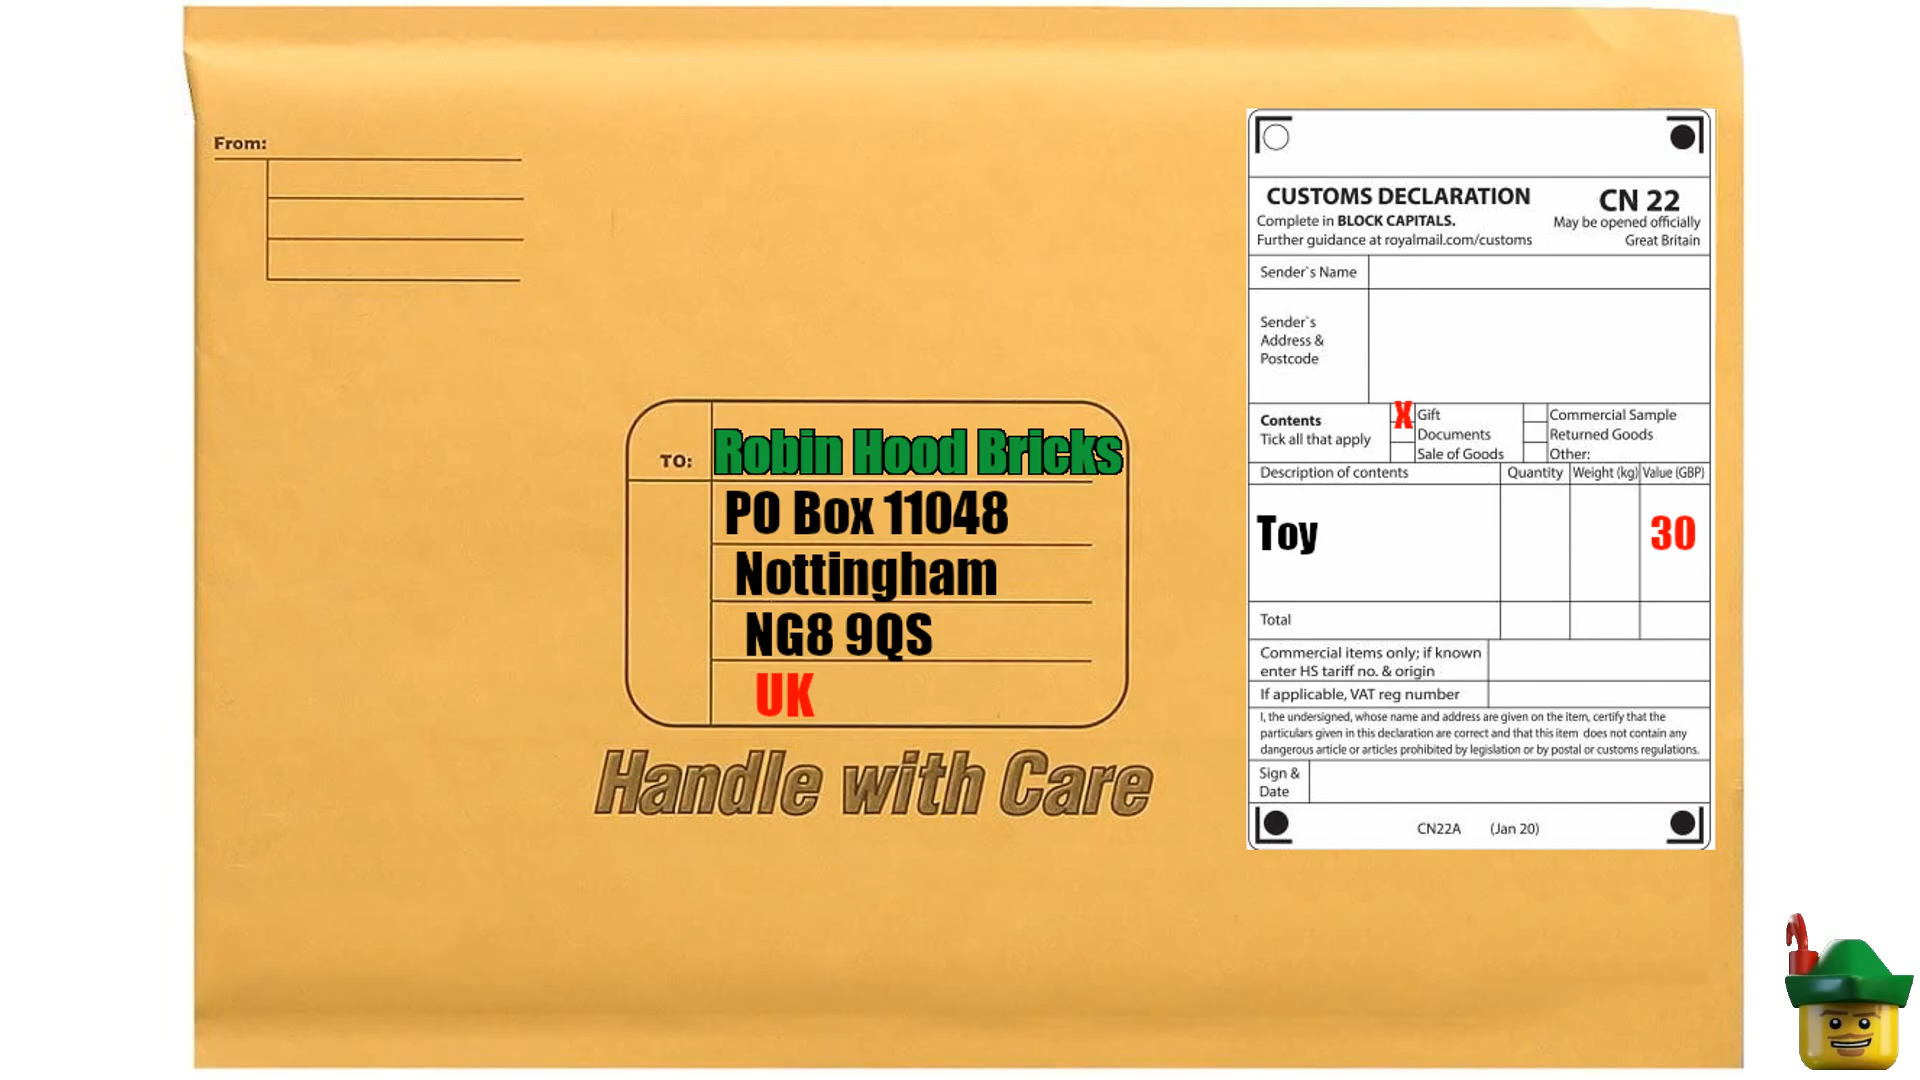 From:
TO:
Robin Hood Bricks
PO Box 11048
Nottingham
NG8 9QS
UK
Handle with Care
CUSTOMS DECLARATION
CN 22
Complete in BLOCK CAPITALS.
May be opened officially
Further guidance at royalmail.com/customs
Great Britain
Sender`s Name
Sender`s
Address &
Postcode
Contents
Tick all that apply
X Gift
Documents
Sale of Goods
Commercial Sample
Returned Goods
Other:
Description of contents Quantity Weight (kg) Value (GBP)
Toy 30
Total
Commercial items only; if known
enter HS tariff no. & origin
If applicable, VAT reg number
I, the undersigned, whose name and address are given on the item, certify that the
particulars given in this declaration are correct and that this item does not contain any
dangerous article or articles prohibited by legislation or by postal or customs regulations.
Sign &
Date
CN22A (Jan 20)